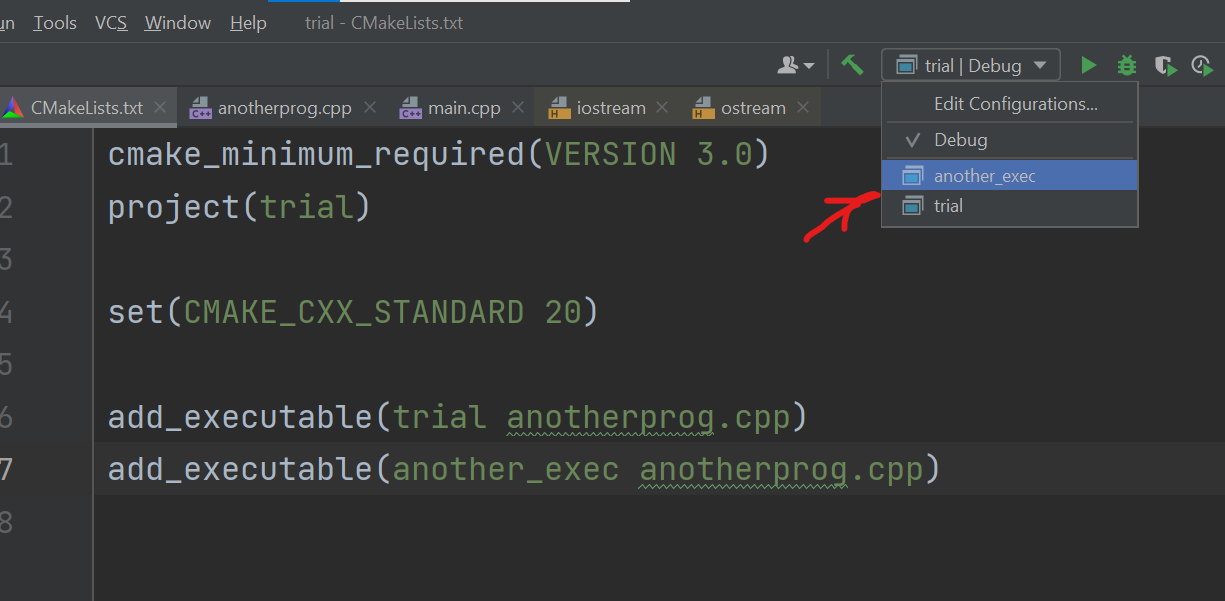 Tools VCS Window Help trial - CMakeLists.txt
trial | Debug
CMakeLists.txt anotherprog.cpp main.cpp iostream ostream
Edit Configurations...
Debug
another_exec
trial
1 cmake_minimum_required(VERSION 3.0)
2 project(trial)
3
4 set(CMAKE_CXX_STANDARD 20)
5
6 add_executable(trial anotherprog.cpp)
7 add_executable(another_exec anotherprog.cpp)
8